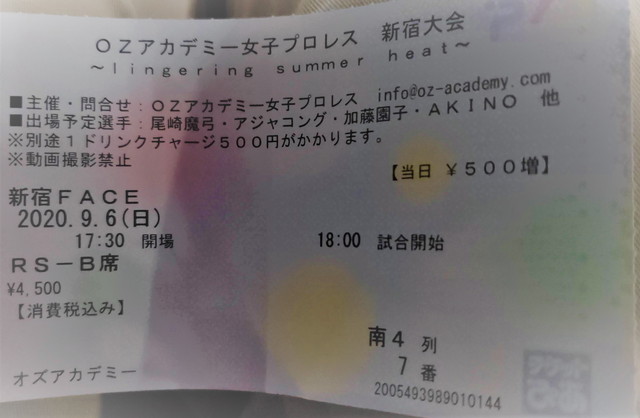 OZアカデミー女子プロレス 新宿大会
～lingering summer heat～
■主催・問合せ：OZアカデミー女子プロレス info@oz-academy.com
■出場予定選手：尾崎魔弓・アジャコング・加藤園子・AKINO 他
※別途1ドリンクチャージ500円がかかります。
※動画撮影禁止
【当日 ¥500増】
新宿FACE
2020.9.6(日)
17:30 開場 18:00 試合開始
RS－B席
¥4,500
【消費税込み】
南4 列
7 番
オズアカデミー
2005493989010144
チケットぴあ